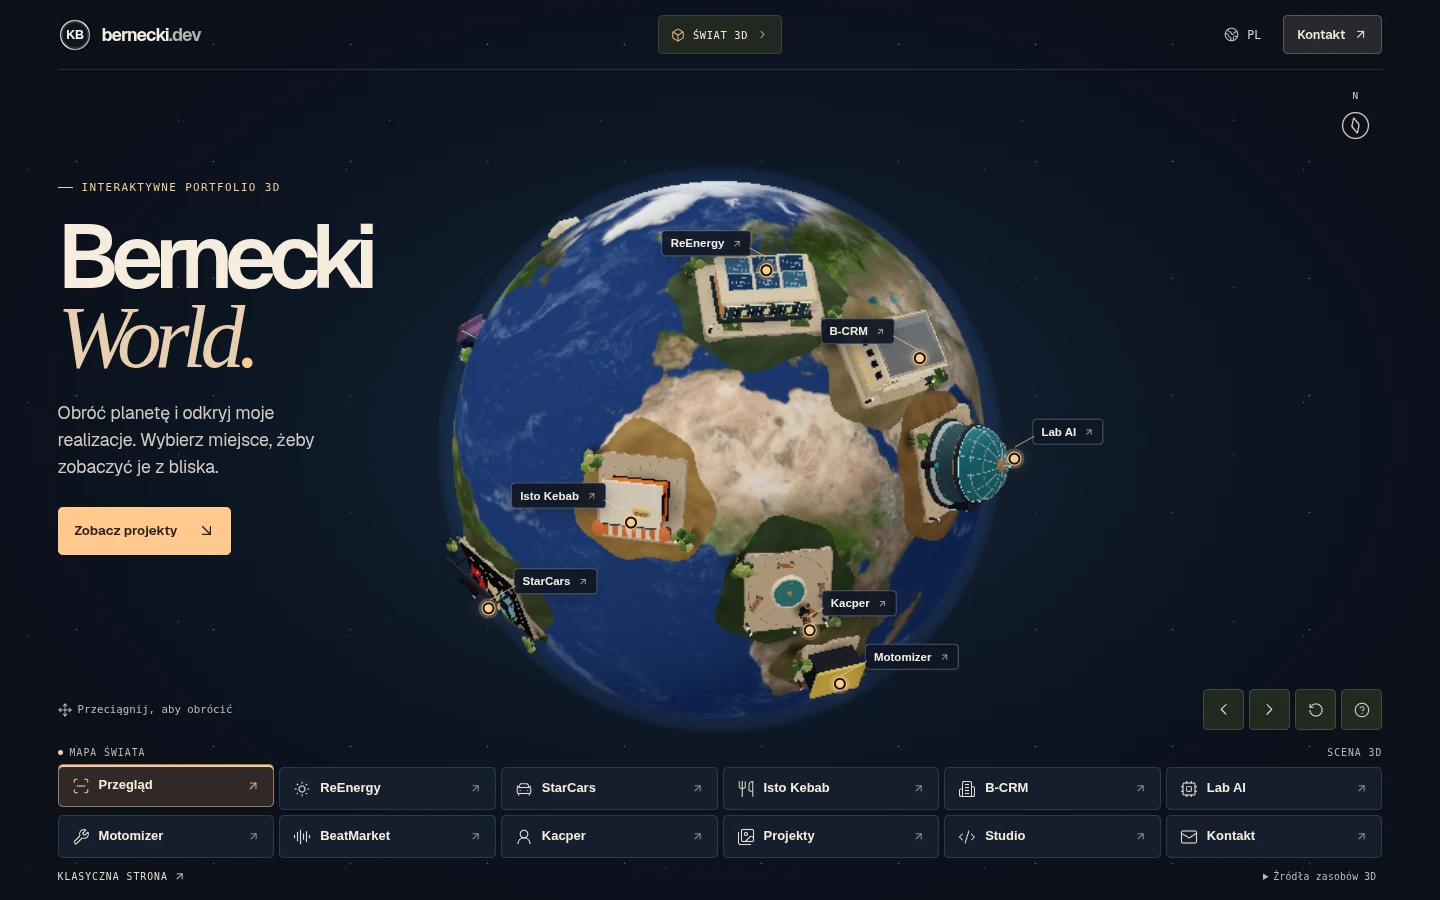 KB bernecki.dev
ŚWIAT 3D
PL
Kontakt
N
INTERAKTYWNE PORTFOLIO 3D
Bernecki
World.
Obróć planetę i odkryj moje
realizacje. Wybierz miejsce, żeby
zobaczyć je z bliska.
Zobacz projekty
ReEnergy
B-CRM
Lab AI
Isto Kebab
StarCars
Kacper
Motomizer
Przeciągnij, aby obrócić
MAPA ŚWIATA
SCENA 3D
Przegląd
ReEnergy
StarCars
Isto Kebab
B-CRM
Lab AI
Motomizer
BeatMarket
Kacper
Projekty
Studio
Kontakt
KLASYCZNA STRONA
Źródła zasobów 3D